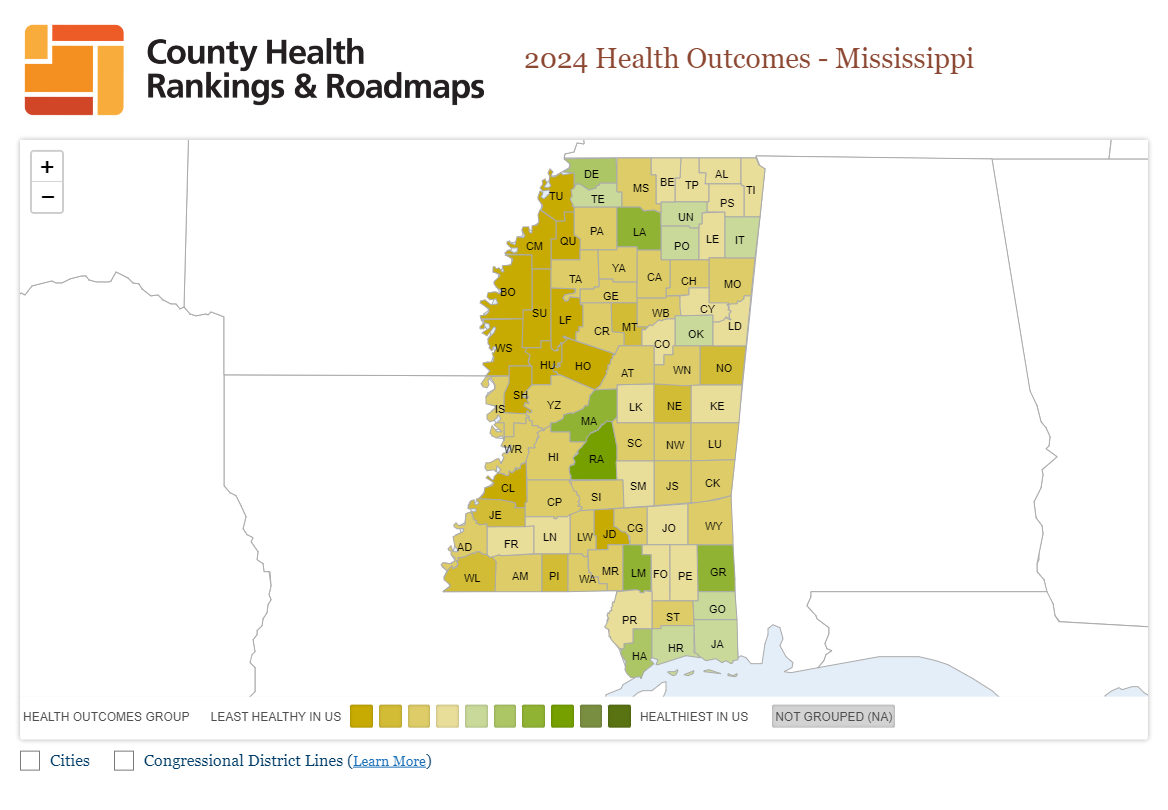 County Health
Rankings & Roadmaps
2024 Health Outcomes - Mississippi
+
−
DE
MS
BE
TP
AL
TI
TU
TE
PS
UN
PA
LA
LE
IT
CM
QU
PO
TA
YA
CA
CH
MO
BO
GE
SU
LF
WB
CY
CR
MT
LD
OK
WS
CO
HU
HO
AT
WN
NO
SH
IS
YZ
LK
NE
KE
MA
WR
HI
RA
SC
NW
LU
CL
SM
JS
CK
JE
CP
SI
AD
FR
LN
LW
JD
CG
JO
WY
WL
AM
PI
WA
MR
LM
FO
PE
GR
PR
ST
GO
HA
HR
JA
HEALTH OUTCOMES GROUP LEAST HEALTHY IN US HEALTHIEST IN US NOT GROUPED (NA)
Cities Congressional District Lines (Learn More)